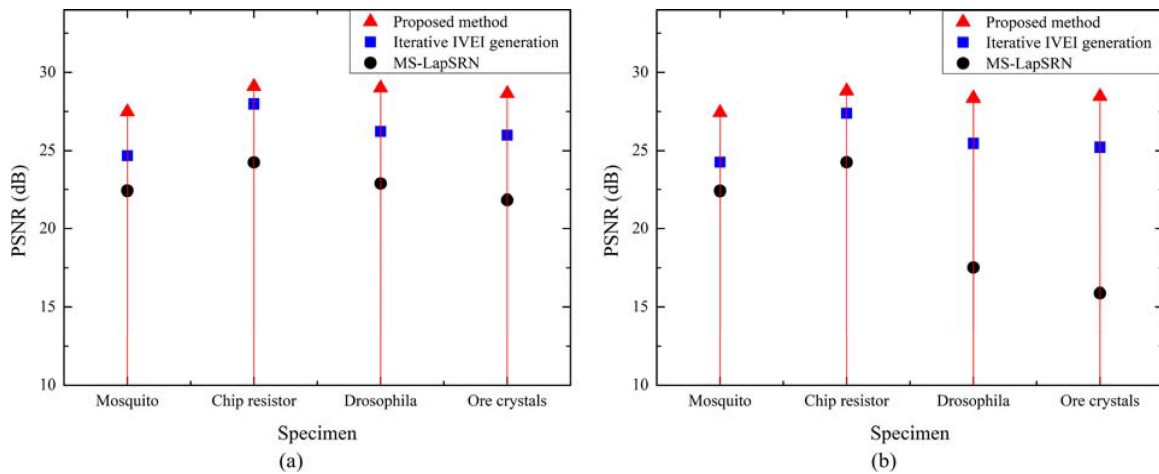 Proposed method
Iterative IVEI generation
MS-LapSRN
30
25
20
15
10
PSNR (dB)
Mosquito
Chip resistor
Drosophila
Ore crystals
Specimen
(a)
Proposed method
Iterative IVEI generation
MS-LapSRN
30
25
20
15
10
PSNR (dB)
Mosquito
Chip resistor
Drosophila
Ore crystals
Specimen
(b)